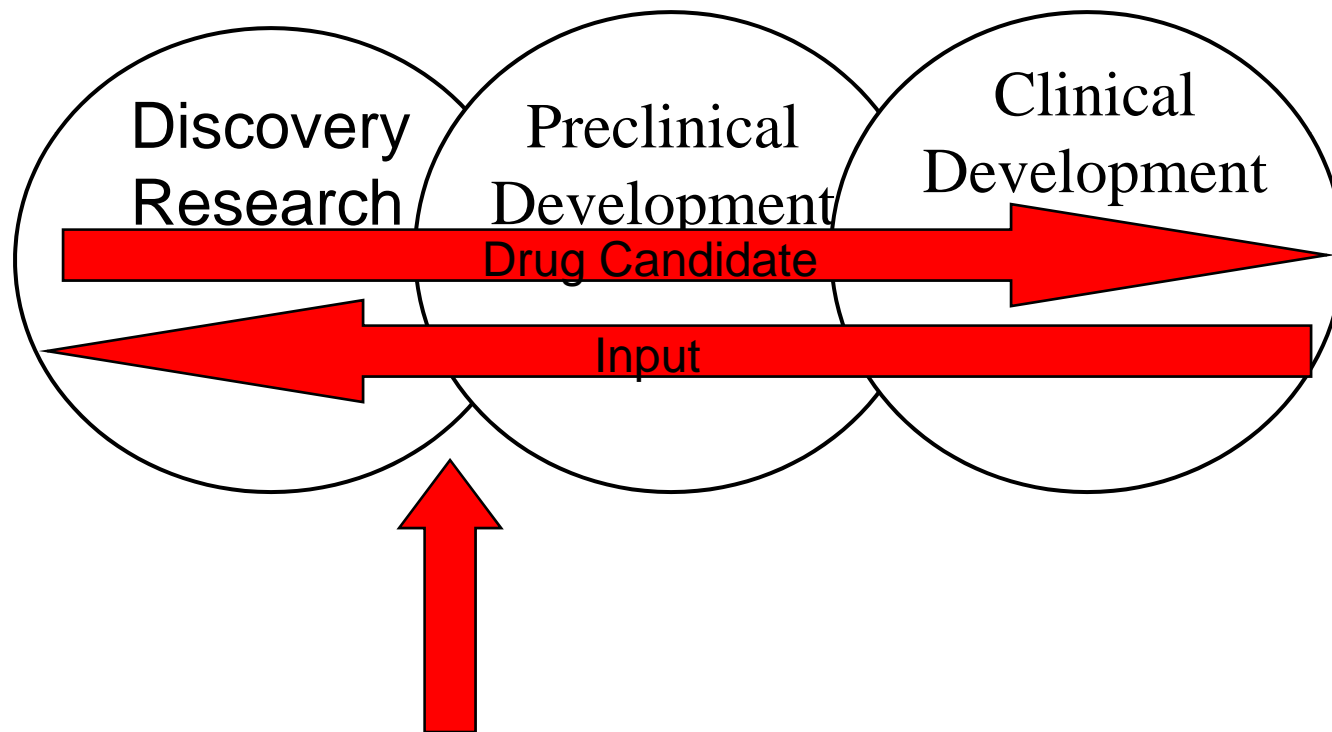 Discovery
Research
Preclinical
Development
Clinical
Development
Drug Candidate
Input